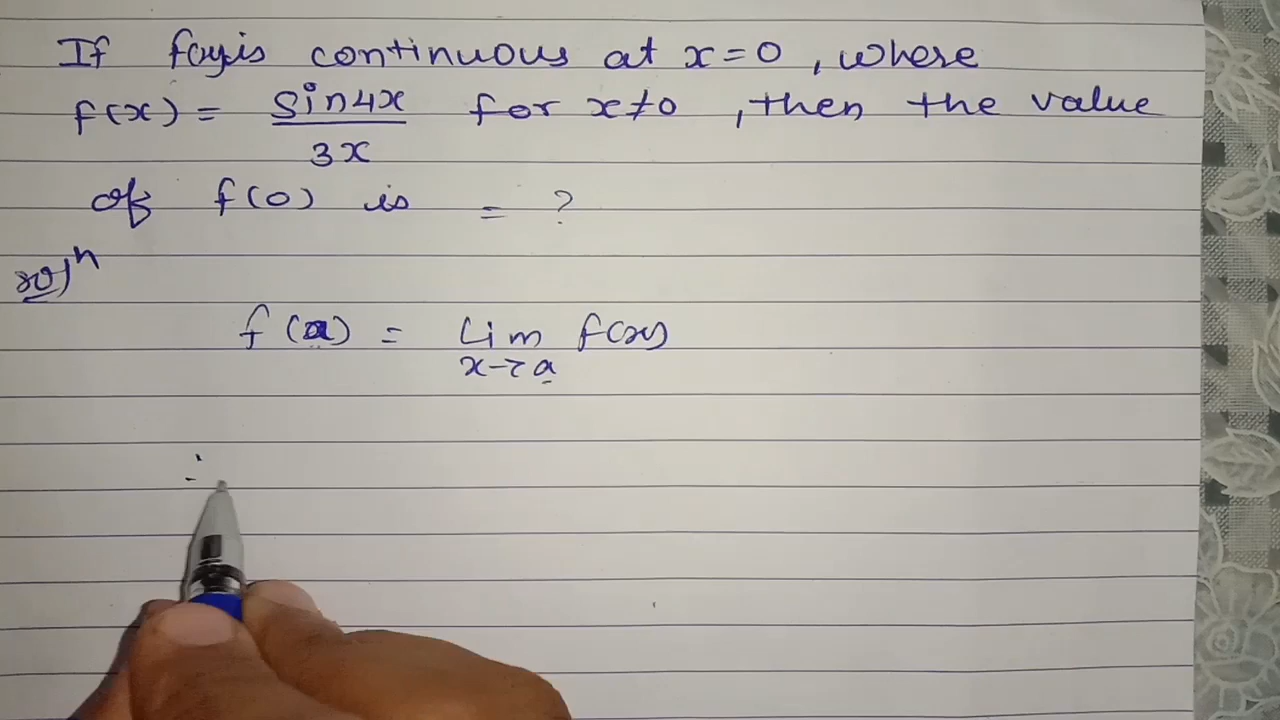 If f(x) is continuous at x = 0 , where
f(x) = sin4x / 3x for x ≠ 0 , then the value
of f(0) is = ?
solⁿ
f(a) = Lim f(x)
x→a
∴